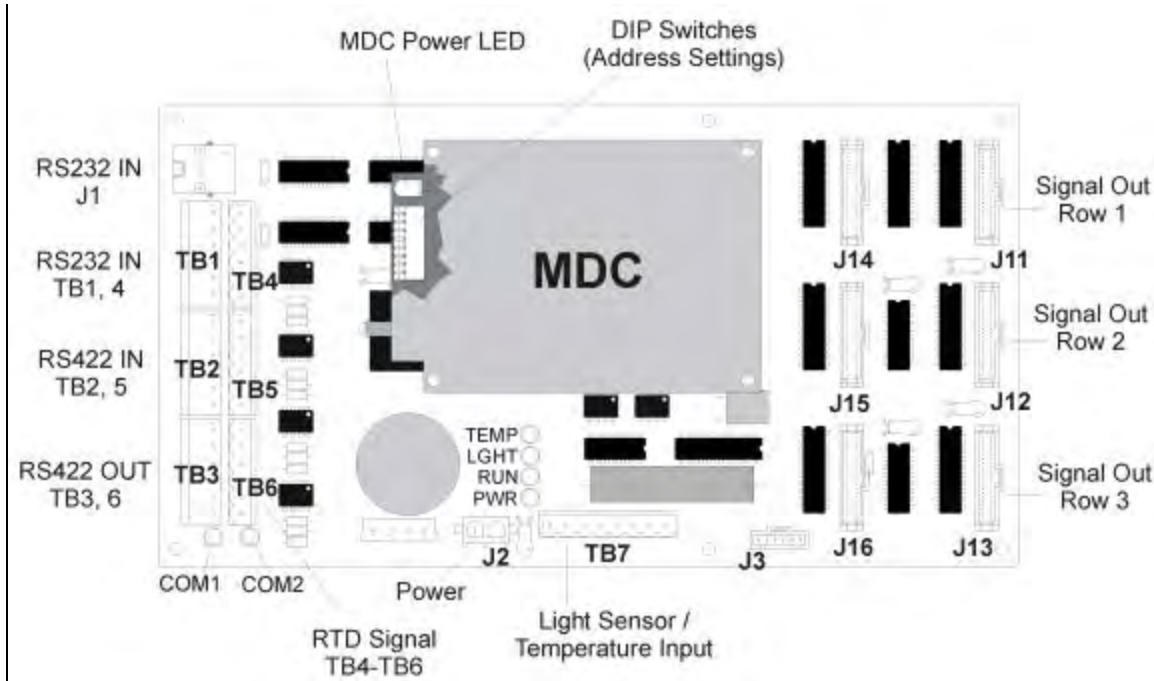 MDC Power LED
DIP Switches
(Address Settings)
RS232 IN
J1
RS232 IN
TB1, 4
RS422 IN
TB2, 5
RS422 OUT
TB3, 6
TB1
TB4
TB2
TB5
TB3
TB6
MDC
TEMP
LGHT
RUN
PWR
J14
J11
J15
J12
J16
J13
Signal Out
Row 1
Signal Out
Row 2
Signal Out
Row 3
J2
TB7
J3
COM1
COM2
Power
RTD Signal
TB4-TB6
Light Sensor /
Temperature Input